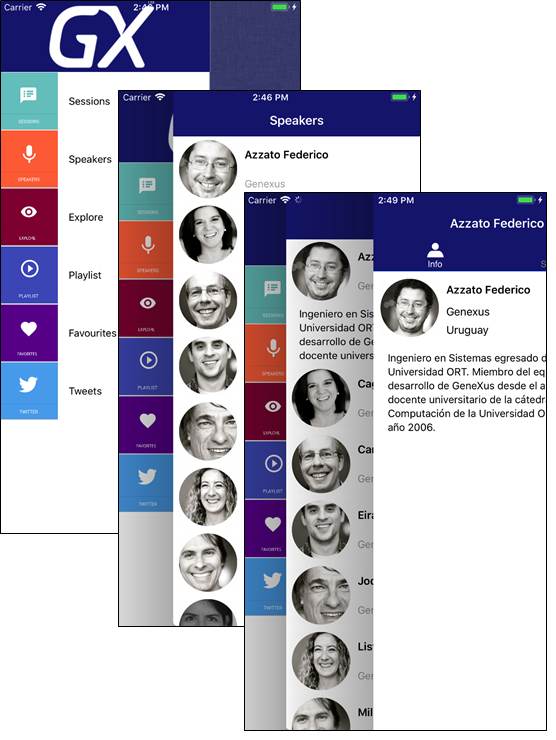 Carrier 2:46 PM
GX
SESSIONS
Sessions
SPEAKERS
Speakers
EXPLORE
Explore
PLAYLIST
Playlist
FAVORITES
Favourites
TWITTER
Tweets
Carrier 2:46 PM
Speakers
SESSIONS
SPEAKERS
EXPLORE
PLAYLIST
FAVORITES
TWITTER
Azzato Federico
Genexus
Carrier 2:49 PM
SESSIONS
SPEAKERS
EXPLORE
PLAYLIST
FAVORITES
TWITTER
Azz
Gen
Ingeniero en Sis
Universidad ORT
desarrollo de Ge
docente univers
Cag
Gen
Car
Gen
Eira
Gen
Jod
Gen
List
Gen
Mil
Azzato Federico
Info
S
Azzato Federico
Genexus
Uruguay
Ingeniero en Sistemas egresado d
Universidad ORT. Miembro del eq
desarrollo de GeneXus desde el a
docente universitario de la cátedr
Computación de la Universidad O
año 2006.